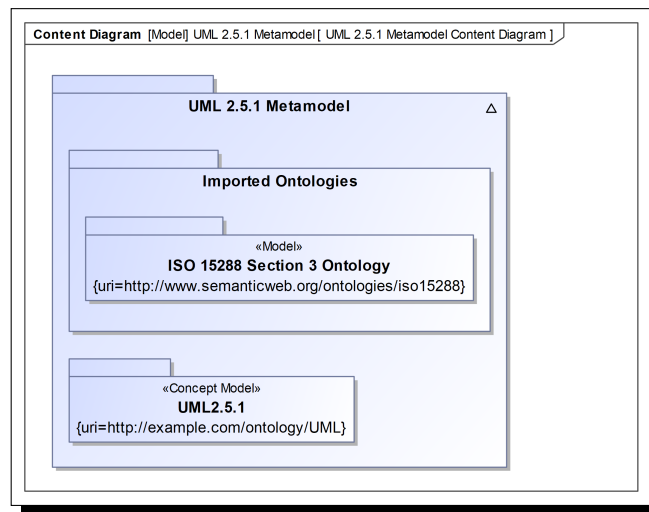 Content Diagram [Model] UML 2.5.1 Metamodel [ UML 2.5.1 Metamodel Content Diagram ]
UML 2.5.1 Metamodel
Imported Ontologies
«Model»
ISO 15288 Section 3 Ontology
{uri=http://www.semanticweb.org/ontologies/iso15288}
«Concept Model»
UML2.5.1
{uri=http://example.com/ontology/UML}